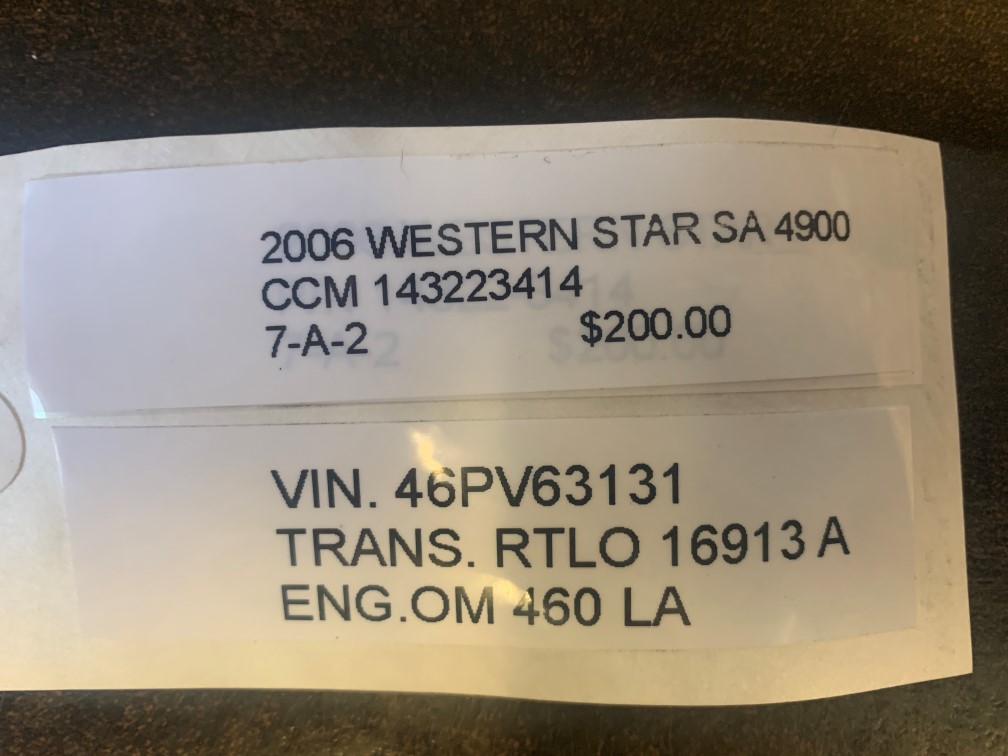 2006 WESTERN STAR SA 4900
CCM 143223414
7-A-2 $200.00
VIN. 46PV63131
TRANS. RTLO 16913 A
ENG.OM 460 LA